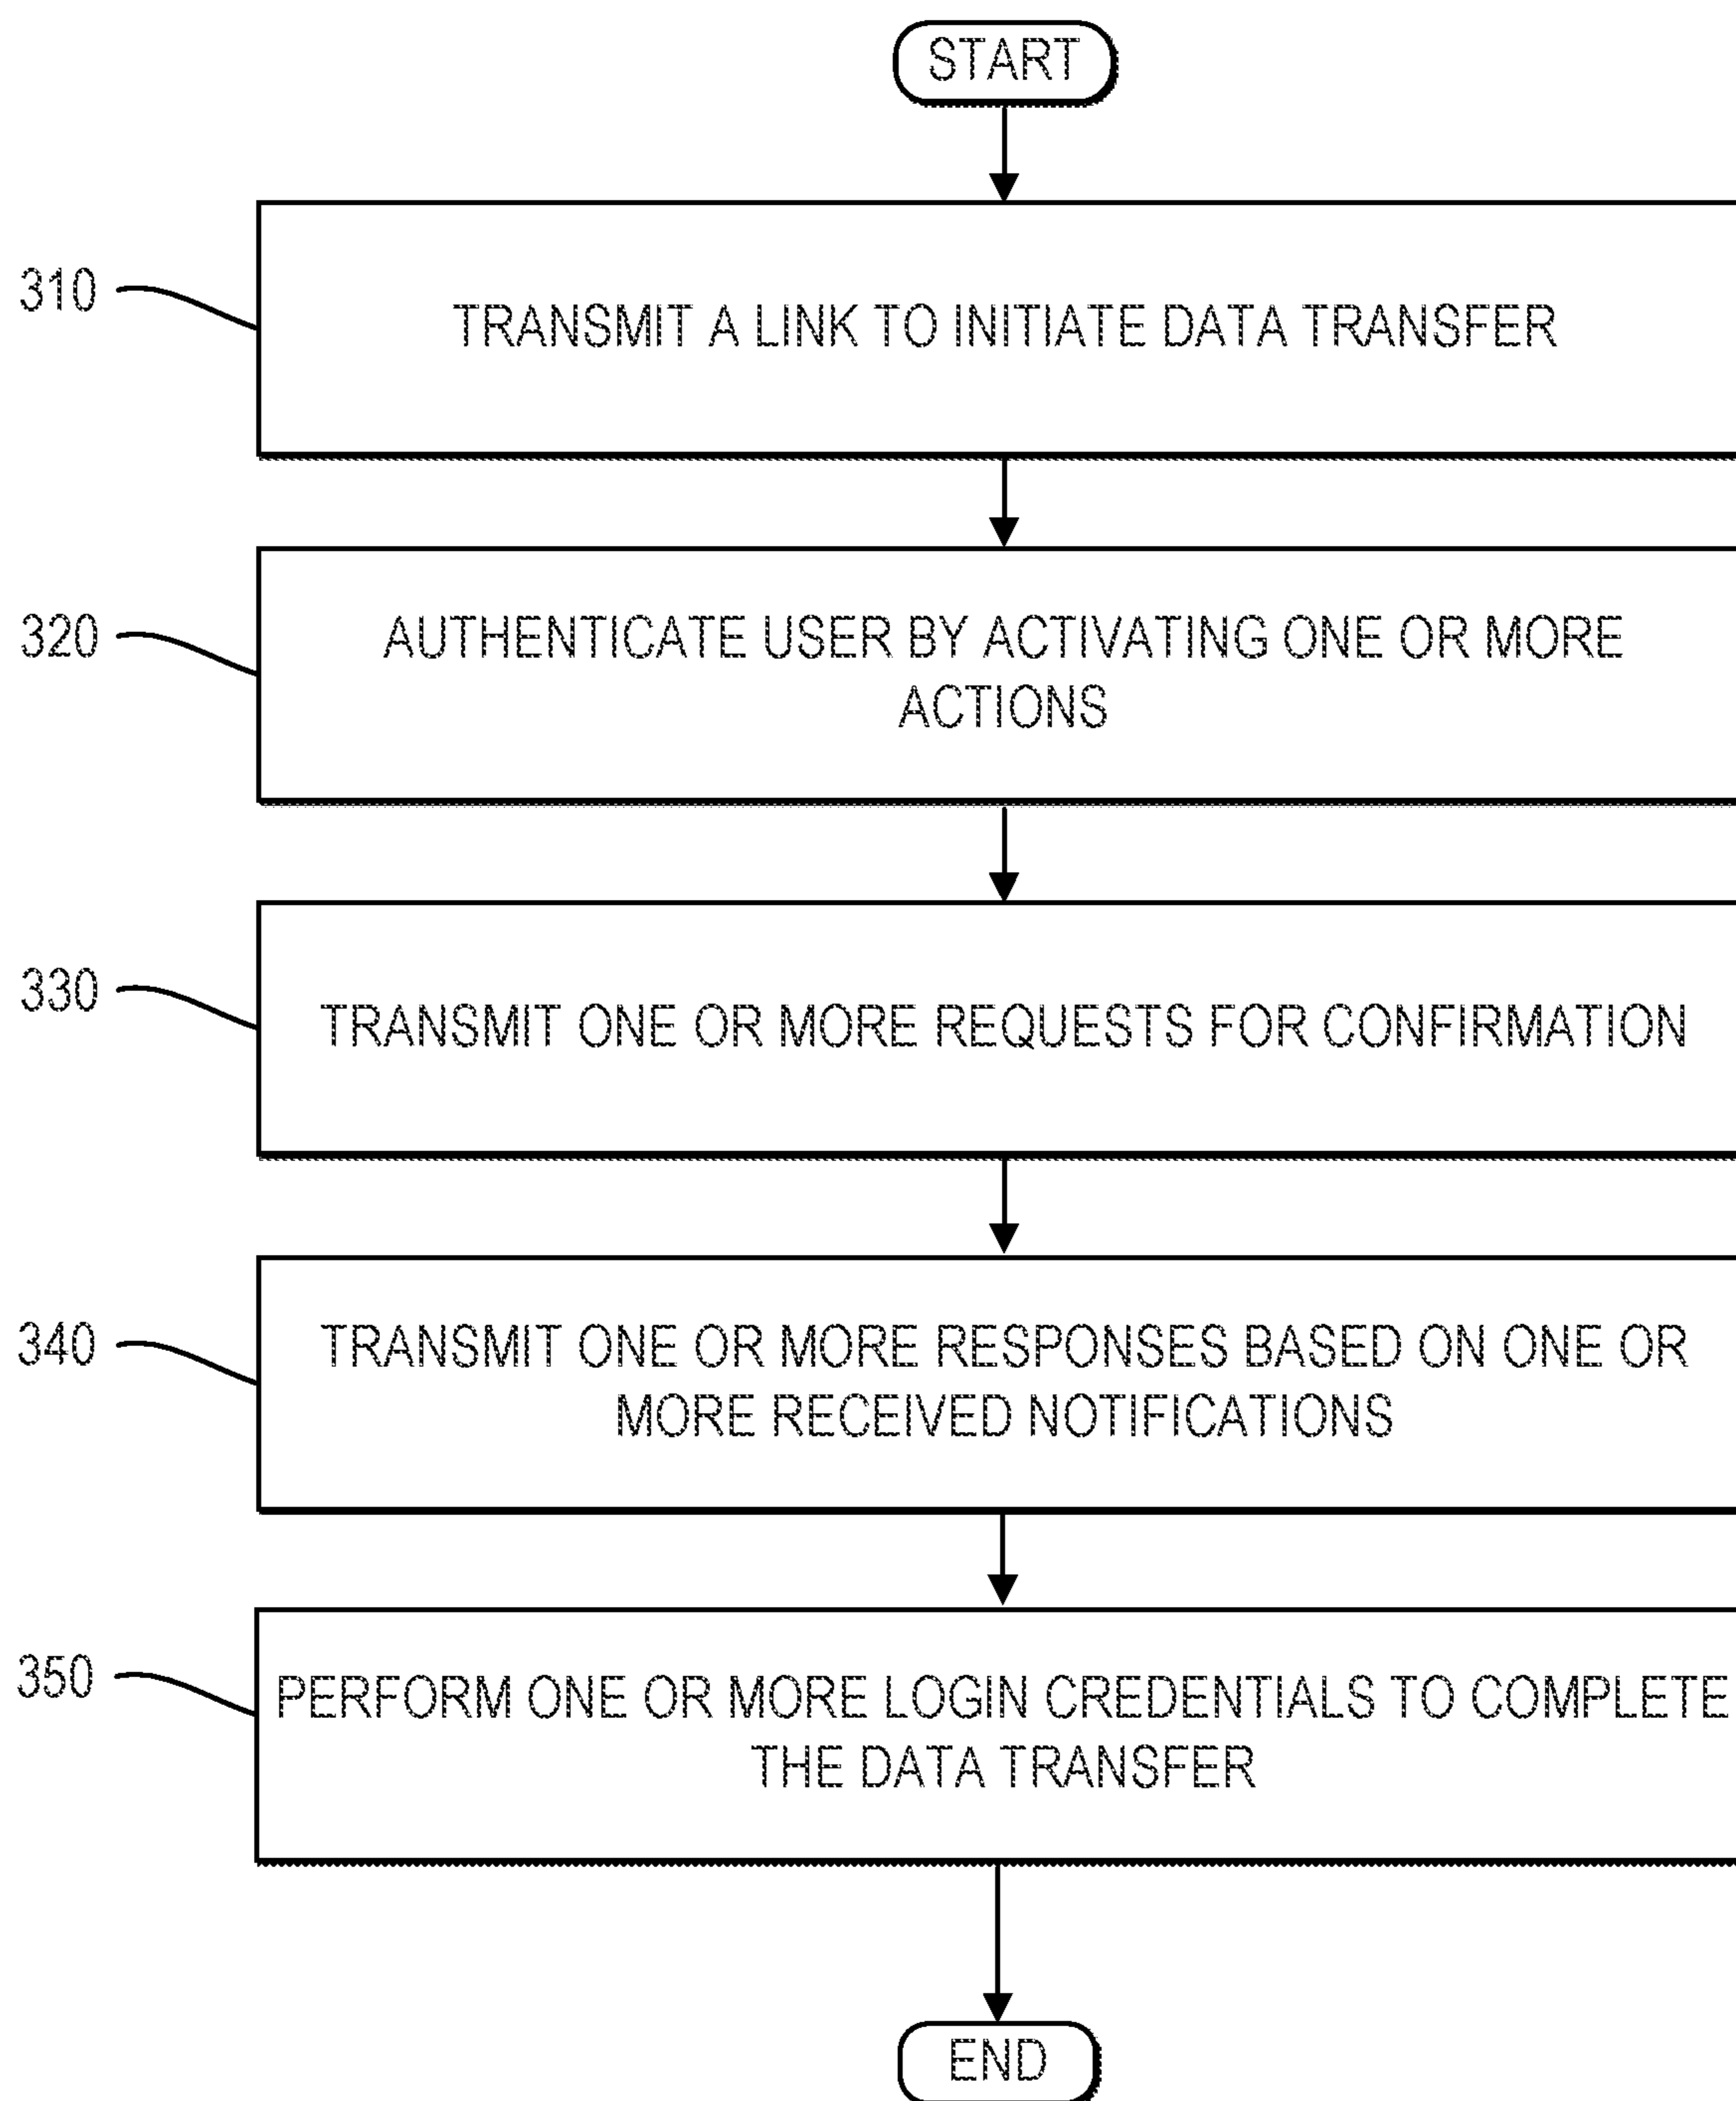 START
310
TRANSMIT A LINK TO INITIATE DATA TRANSFER
320
AUTHENTICATE USER BY ACTIVATING ONE OR MORE
ACTIONS
330
TRANSMIT ONE OR MORE REQUESTS FOR CONFIRMATION
340
TRANSMIT ONE OR MORE RESPONSES BASED ON ONE OR
MORE RECEIVED NOTIFICATIONS
350
PERFORM ONE OR MORE LOGIN CREDENTIALS TO COMPLETE
THE DATA TRANSFER
END